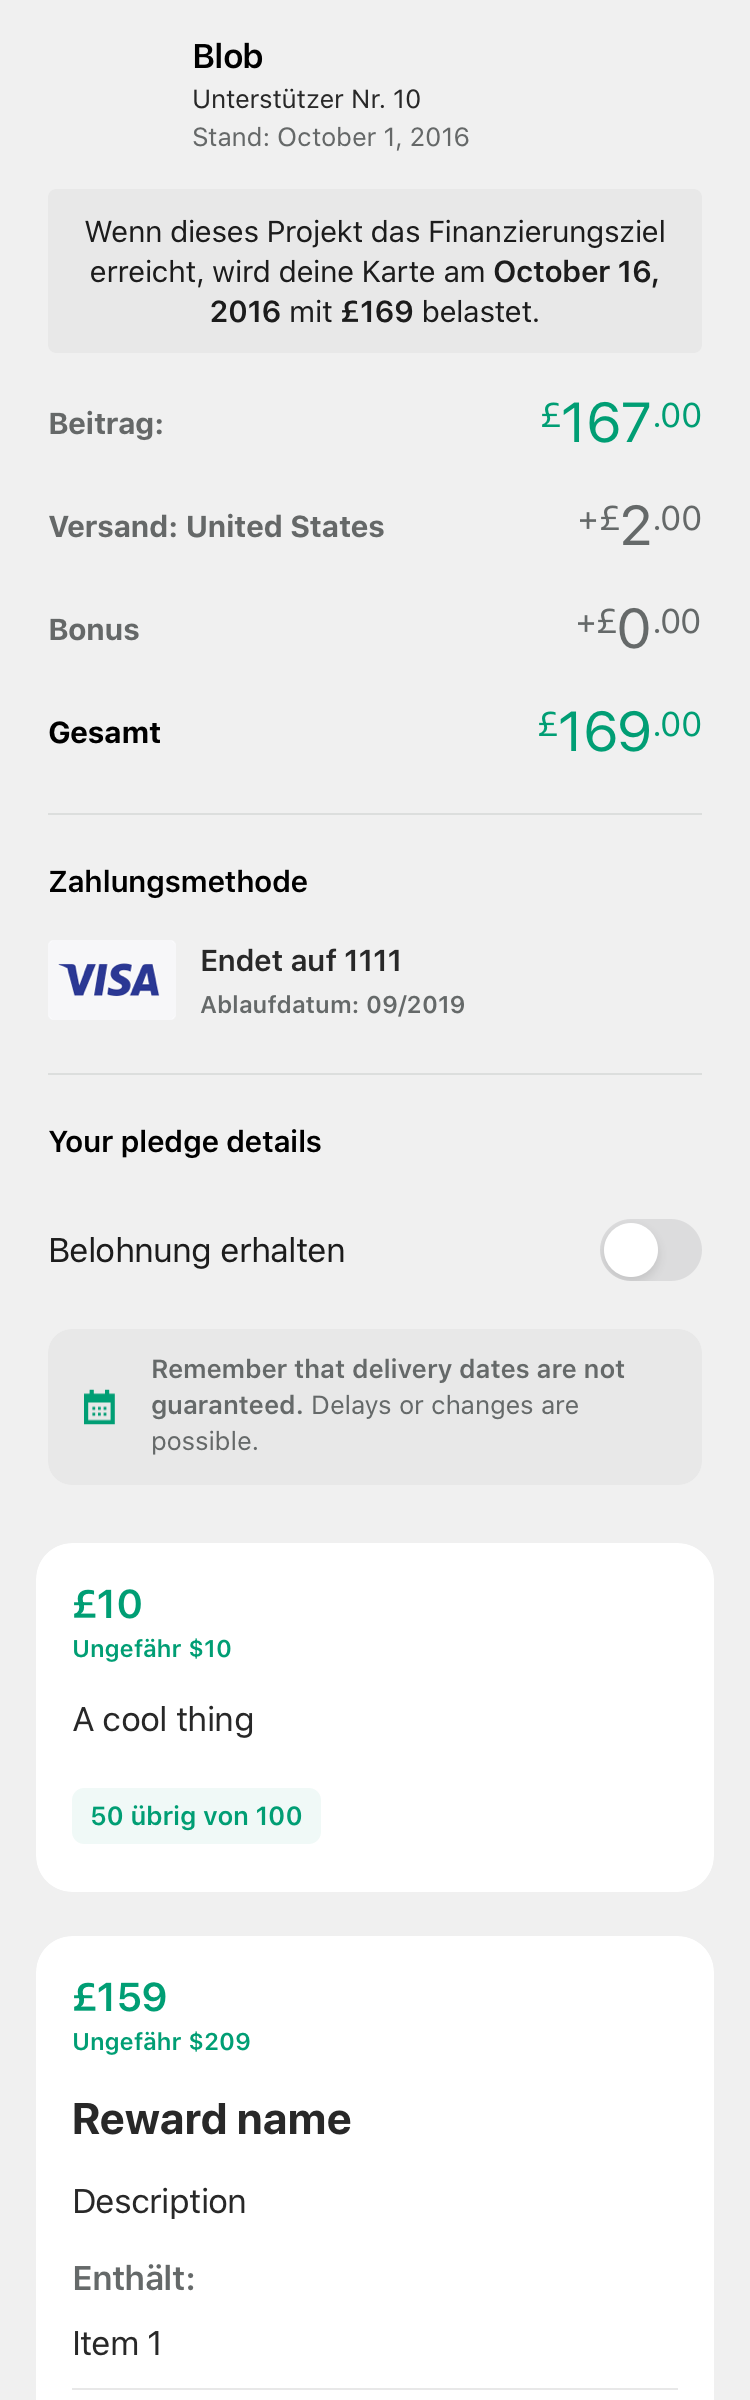 Blob
Unterstützer Nr. 10
Stand: October 1, 2016
Wenn dieses Projekt das Finanzierungsziel
erreicht, wird deine Karte am October 16,
2016 mit £169 belastet.
Beitrag: £167.00
Versand: United States +£2.00
Bonus +£0.00
Gesamt £169.00
Zahlungsmethode
VISA
Endet auf 1111
Ablaufdatum: 09/2019
Your pledge details
Belohnung erhalten
Remember that delivery dates are not
guaranteed. Delays or changes are
possible.
£10
Ungefähr $10
A cool thing
50 übrig von 100
£159
Ungefähr $209
Reward name
Description
Enthält:
Item 1